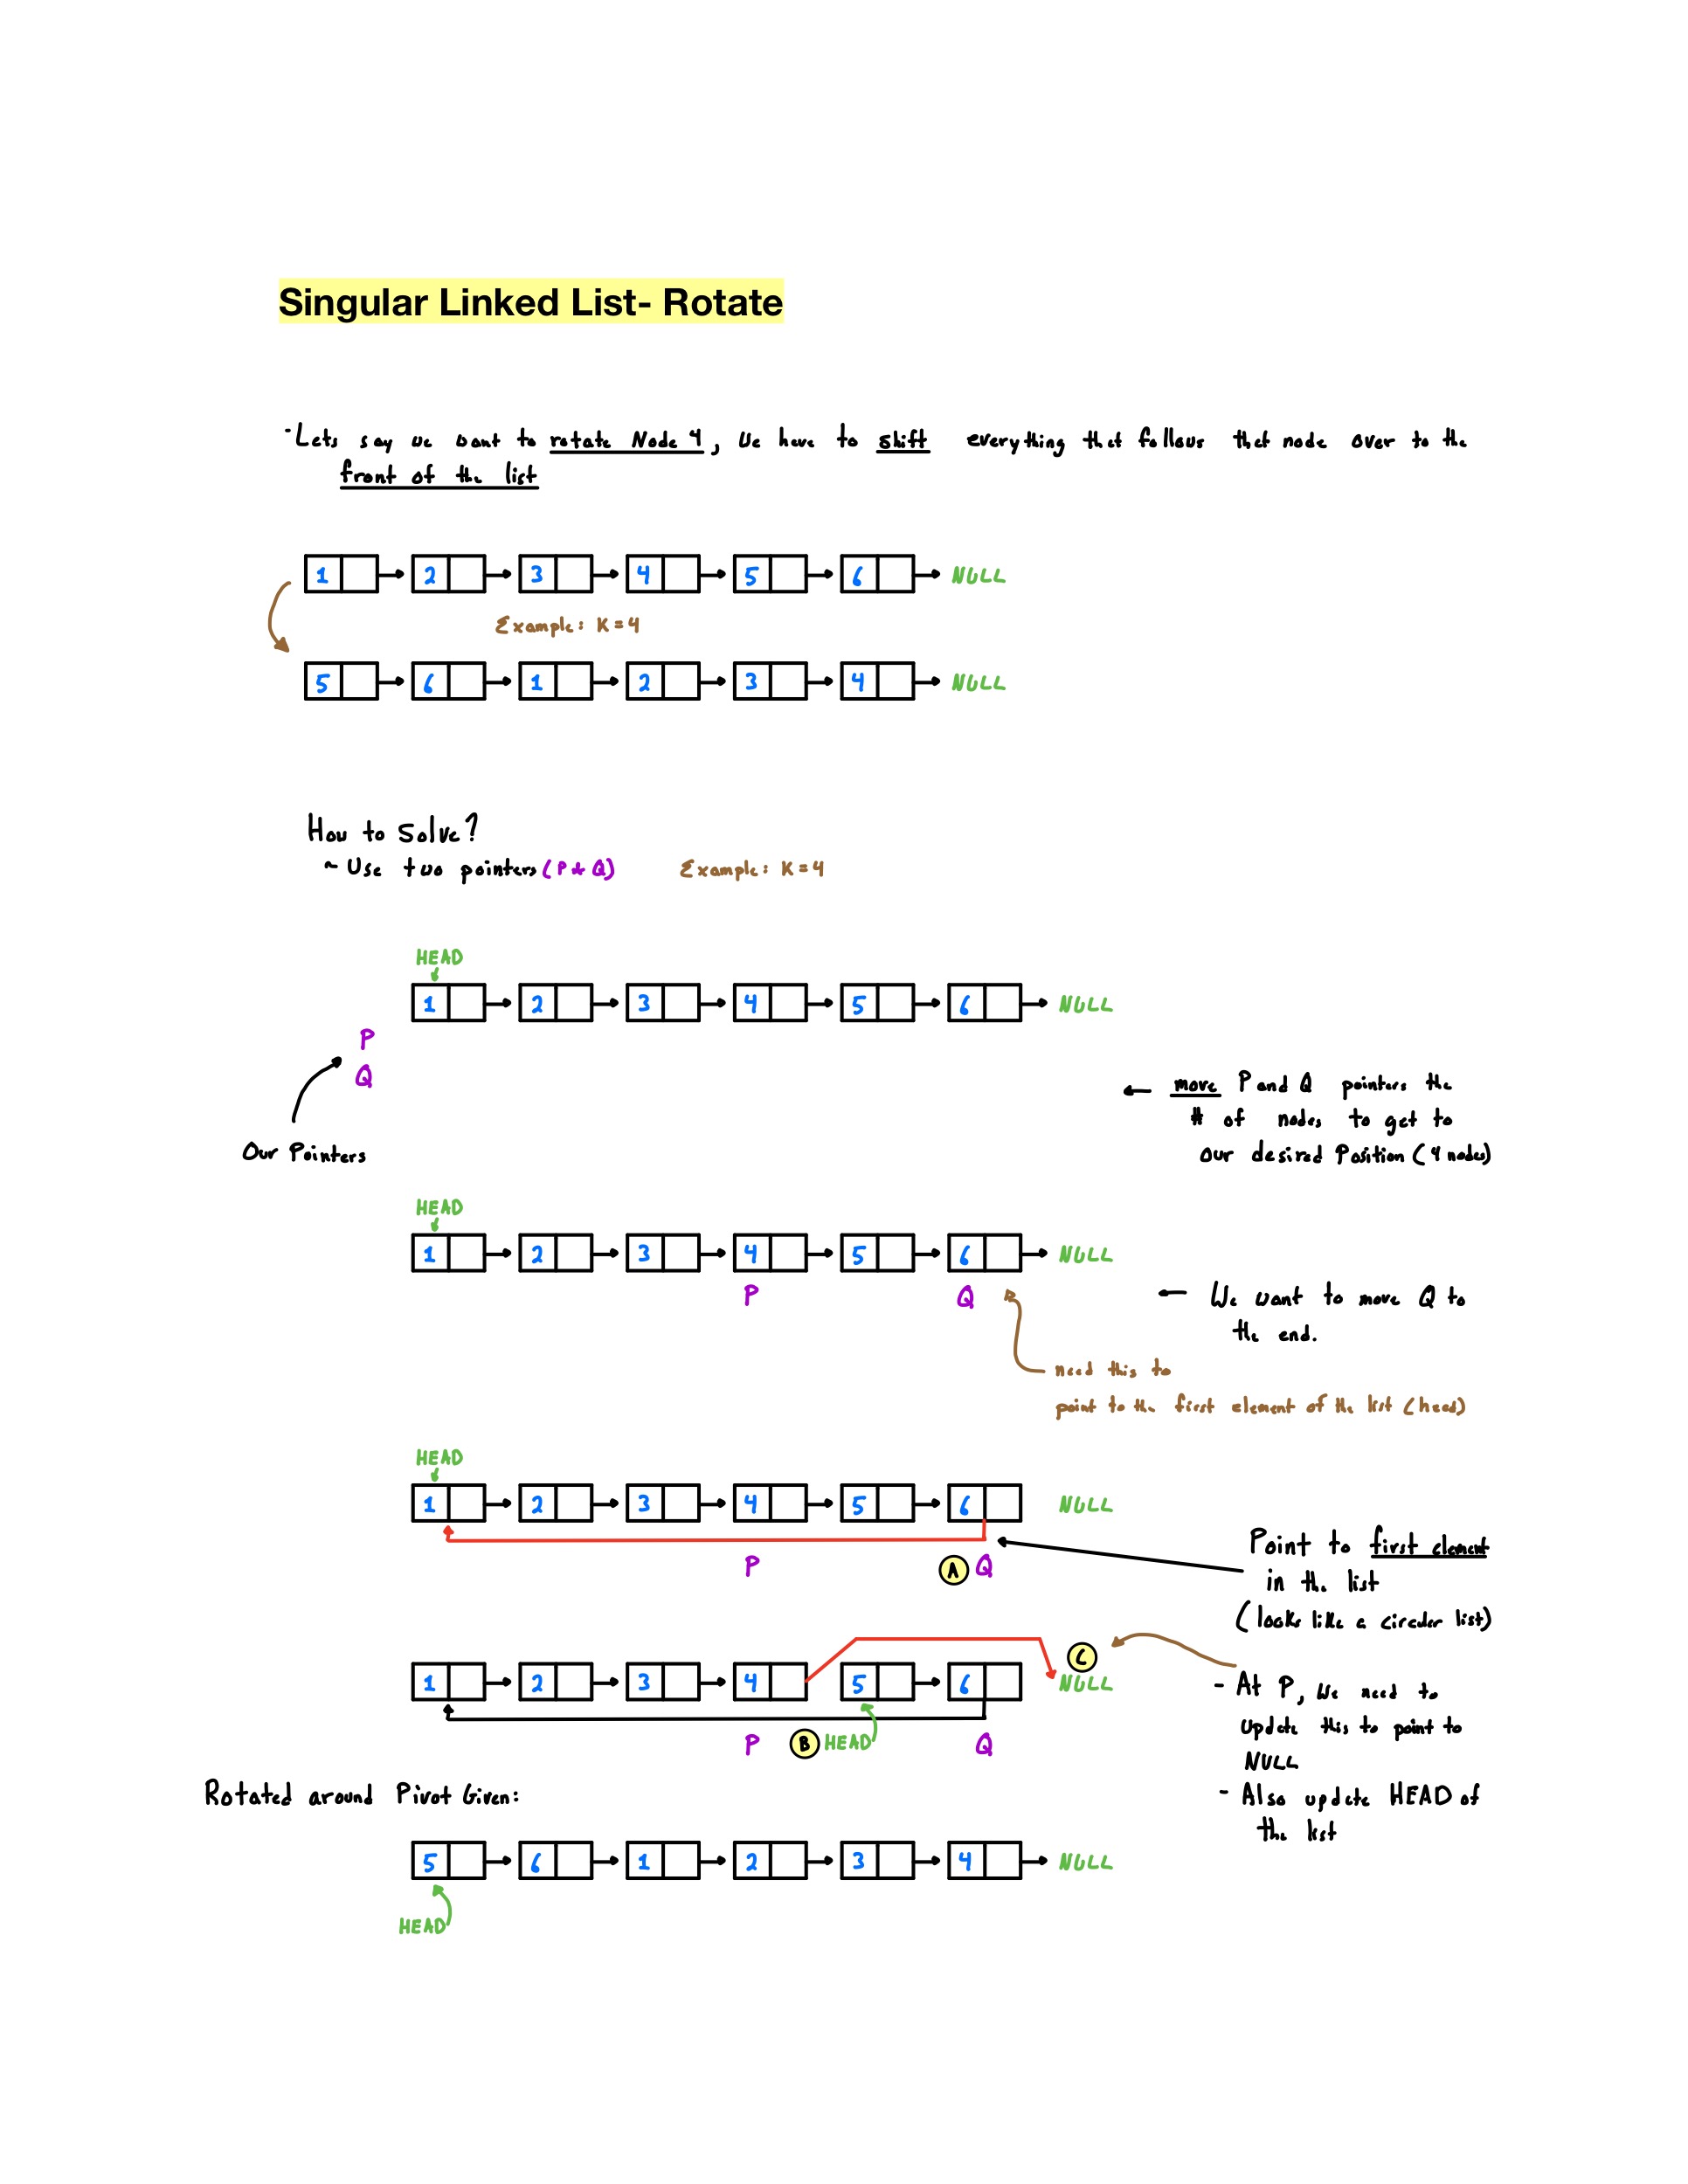 Singular Linked List- Rotate
-Lets say we want to rotate Node 4, we have to shift everything that follows that node over to the
front of the list
1 2 3 4 5 6 NULL
Example: K=4
5 6 1 2 3 4 NULL
How to solve?
~ Use two pointers (P * Q) Example: K=4
HEAD
1 2 3 4 5 6 NULL
P
Q
Our Pointers
← move P and Q pointers the
# of nodes to get to
our desired Position (4 nodes)
HEAD
1 2 3 4 5 6 NULL
P Q
← We want to move Q to
the end.
need this to
point to the first element of the list (head)
HEAD
1 2 3 4 5 6 NULL
P A Q
Point to first element
in the list
(looks like a circular list)
C
1 2 3 4 5 6 NULL
P B HEAD Q
- At P, we need to
update this to point to
NULL
- Also update HEAD of
the list
Rotated around Pivot Given:
5 6 1 2 3 4 NULL
HEAD